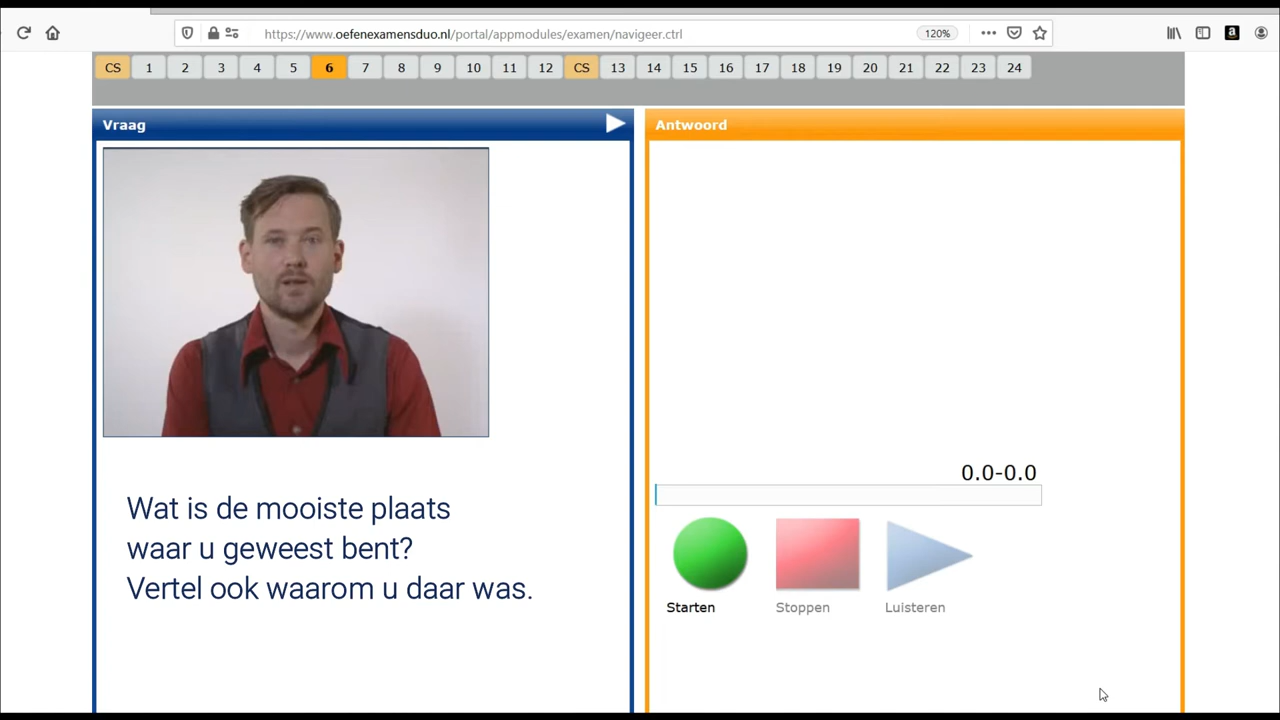 https://www.oefenexamensduo.nl/portal/appmodules/examen/navigeer.ctrl
120%
CS 1 2 3 4 5 6 7 8 9 10 11 12 CS 13 14 15 16 17 18 19 20 21 22 23 24
Vraag
Wat is de mooiste plaats
waar u geweest bent?
Vertel ook waarom u daar was.
Antwoord
0.0-0.0
Starten Stoppen Luisteren